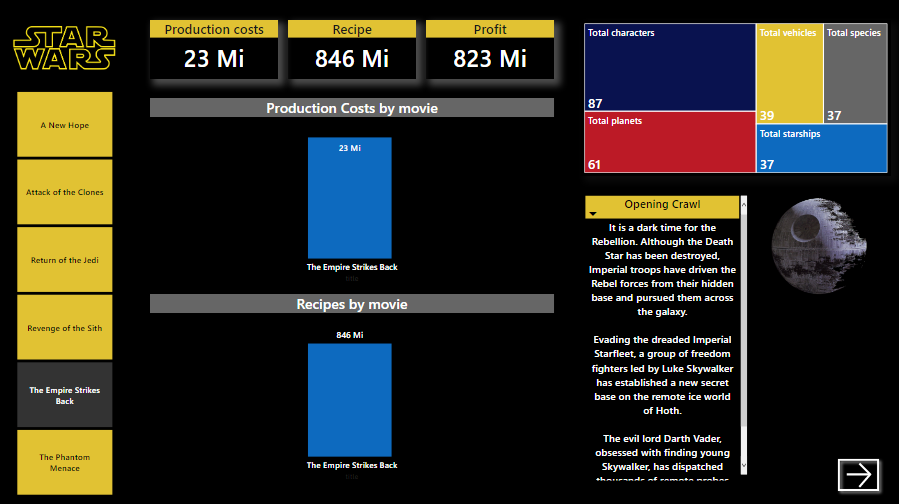 STAR
WARS
A New Hope
Attack of the Clones
Return of the Jedi
Revenge of the Sith
The Empire Strikes
Back
The Phantom
Menace
Production costs
23 Mi
Recipe
846 Mi
Profit
823 Mi
Production Costs by movie
23 Mi
The Empire Strikes Back
title
Recipes by movie
846 Mi
The Empire Strikes Back
title
Total characters
87
Total vehicles
39
Total species
37
Total planets
61
Total starships
37
Opening Crawl
It is a dark time for the
Rebellion. Although the Death
Star has been destroyed,
Imperial troops have driven the
Rebel forces from their hidden
base and pursued them across
the galaxy.
Evading the dreaded Imperial
Starfleet, a group of freedom
fighters led by Luke Skywalker
has established a new secret
base on the remote ice world
of Hoth.
The evil lord Darth Vader,
obsessed with finding young
Skywalker, has dispatched
thousands of remote probes